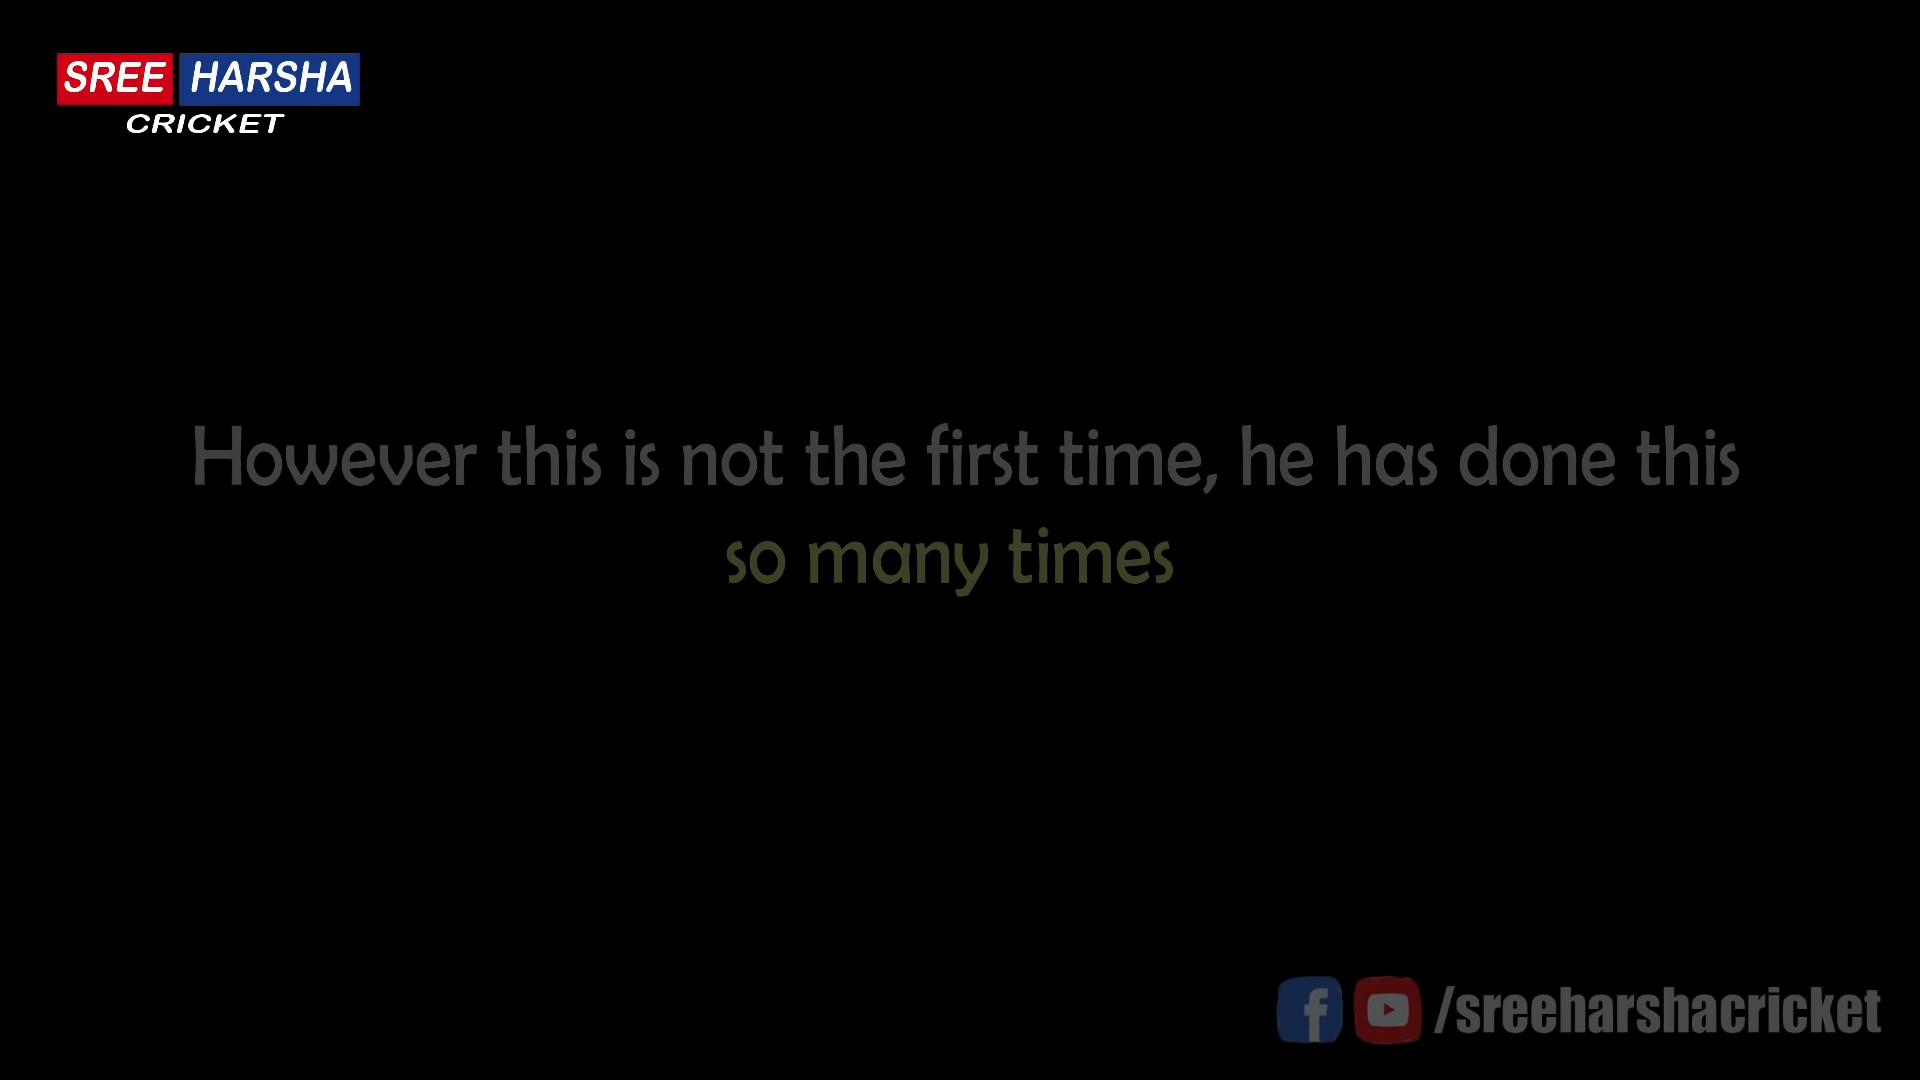 SREE HARSHA
CRICKET
However this is not the first time, he has done this
so many times
/sreeharshacricket